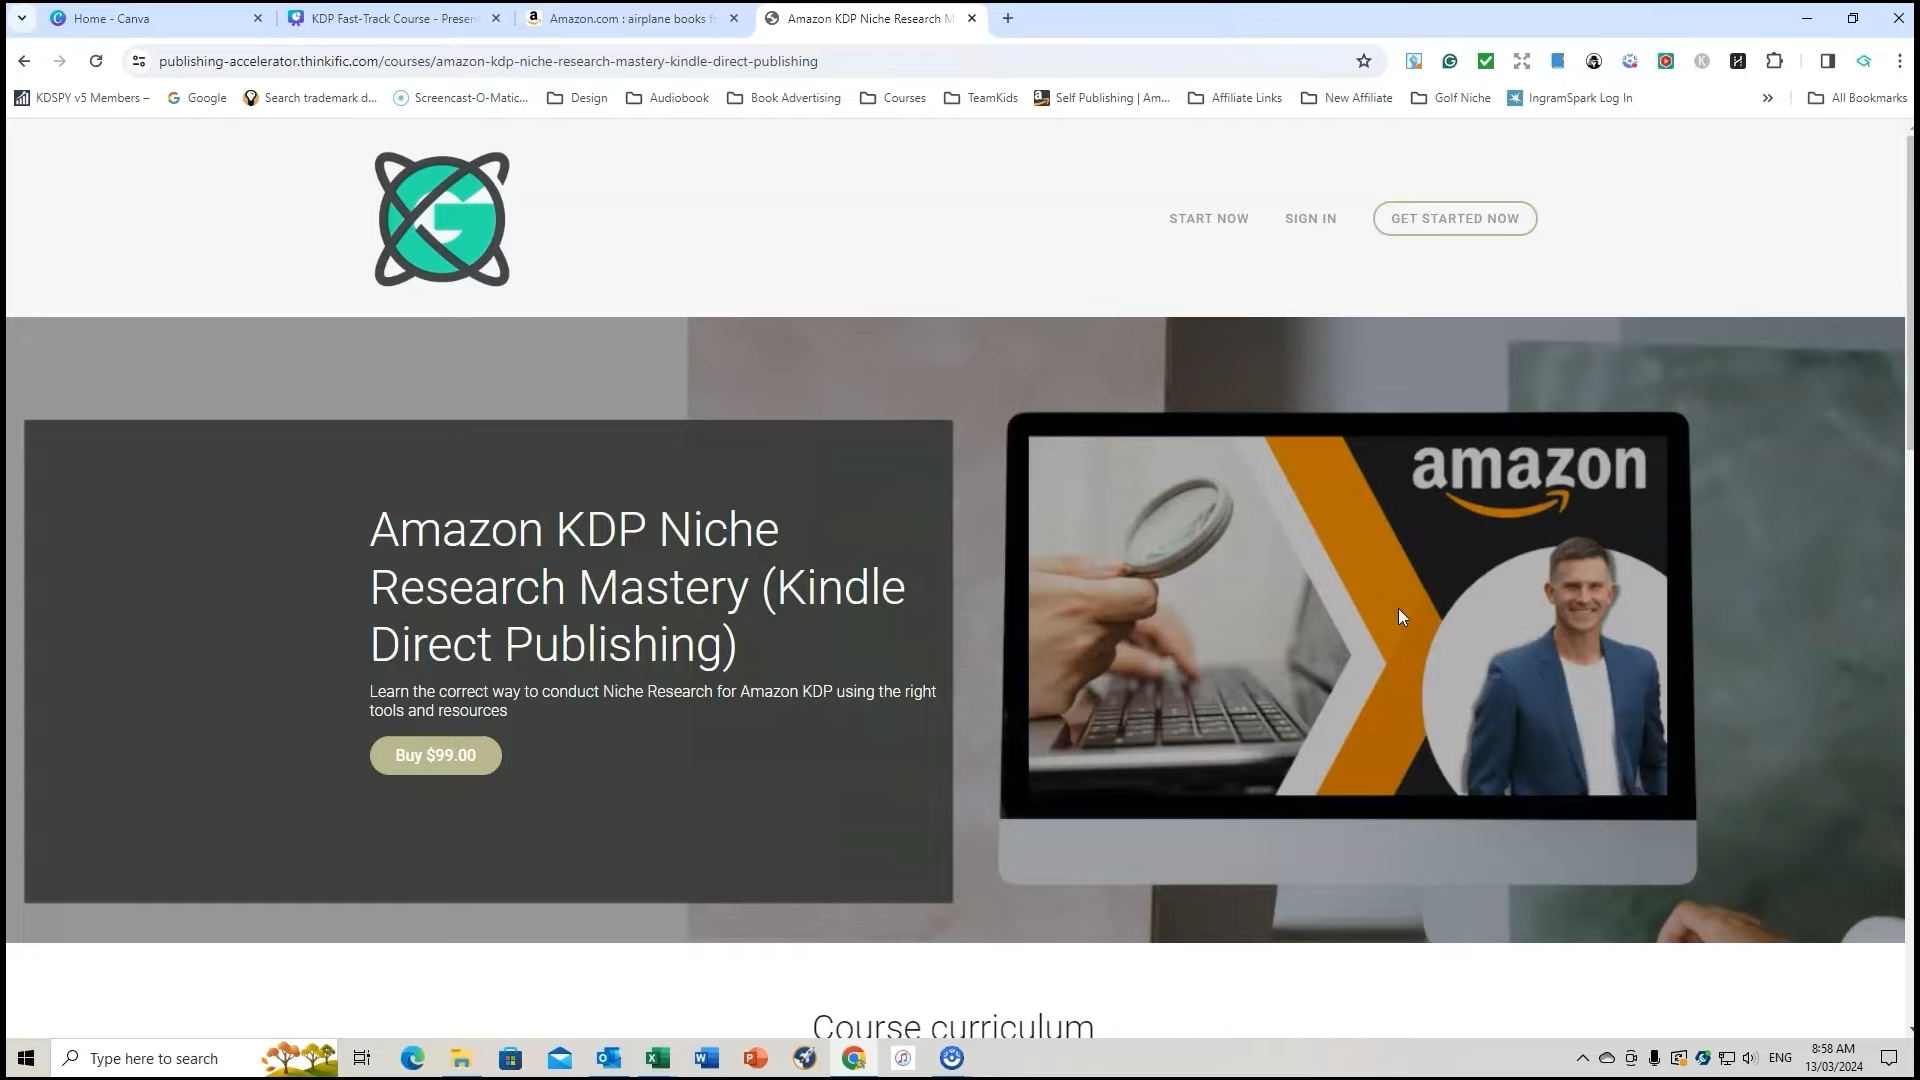 Home - Canva
KDP Fast-Track Course - Presen
Amazon.com : airplane books f
Amazon KDP Niche Research M
publishing-accelerator.thinkific.com/courses/amazon-kdp-niche-research-mastery-kindle-direct-publishing
KDSPY v5 Members –
Google
Search trademark d...
Screencast-O-Matic...
Design
Audiobook
Book Advertising
Courses
TeamKids
Self Publishing | Am...
Affiliate Links
New Affiliate
Golf Niche
IngramSpark Log In
All Bookmarks
START NOW
SIGN IN
GET STARTED NOW
amazon
Amazon KDP Niche
Research Mastery (Kindle
Direct Publishing)
Learn the correct way to conduct Niche Research for Amazon KDP using the right
tools and resources
Buy $99.00
Course curriculum
Type here to search
ENG
8:58 AM
13/03/2024